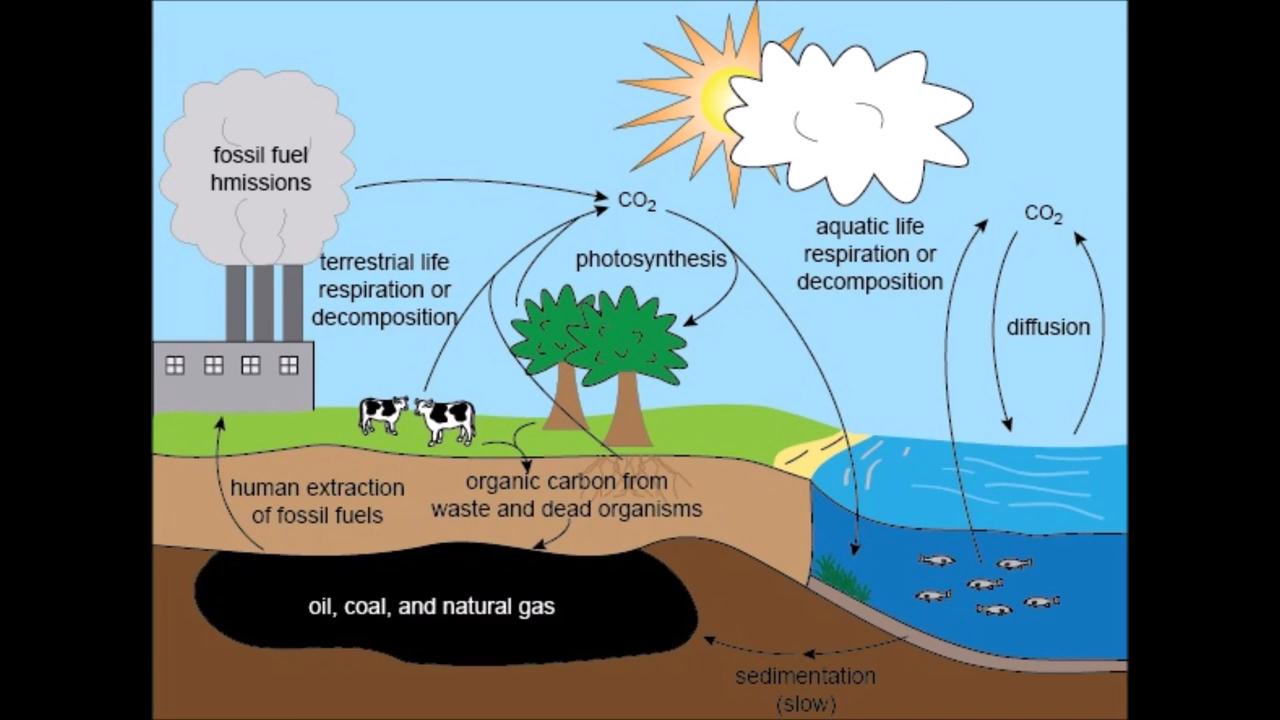 fossil fuel
hmissions
CO₂
terrestrial life
respiration or
decomposition
photosynthesis
aquatic life
respiration or
decomposition
CO₂
diffusion
human extraction
of fossil fuels
organic carbon from
waste and dead organisms
oil, coal, and natural gas
sedimentation
(slow)